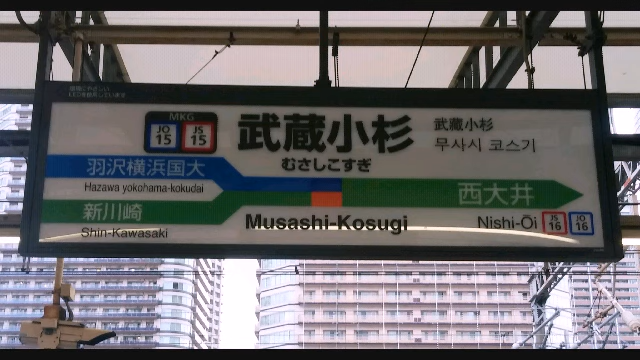 MKG
JO 15 JS 15
武蔵小杉
むさしこすぎ
武藏小杉
무사시 코스기
羽沢横浜国大
Hazawa yokohama-kokudai
新川崎
Shin-Kawasaki
Musashi-Kosugi
西大井
Nishi-Ōi JS 16 JO 16